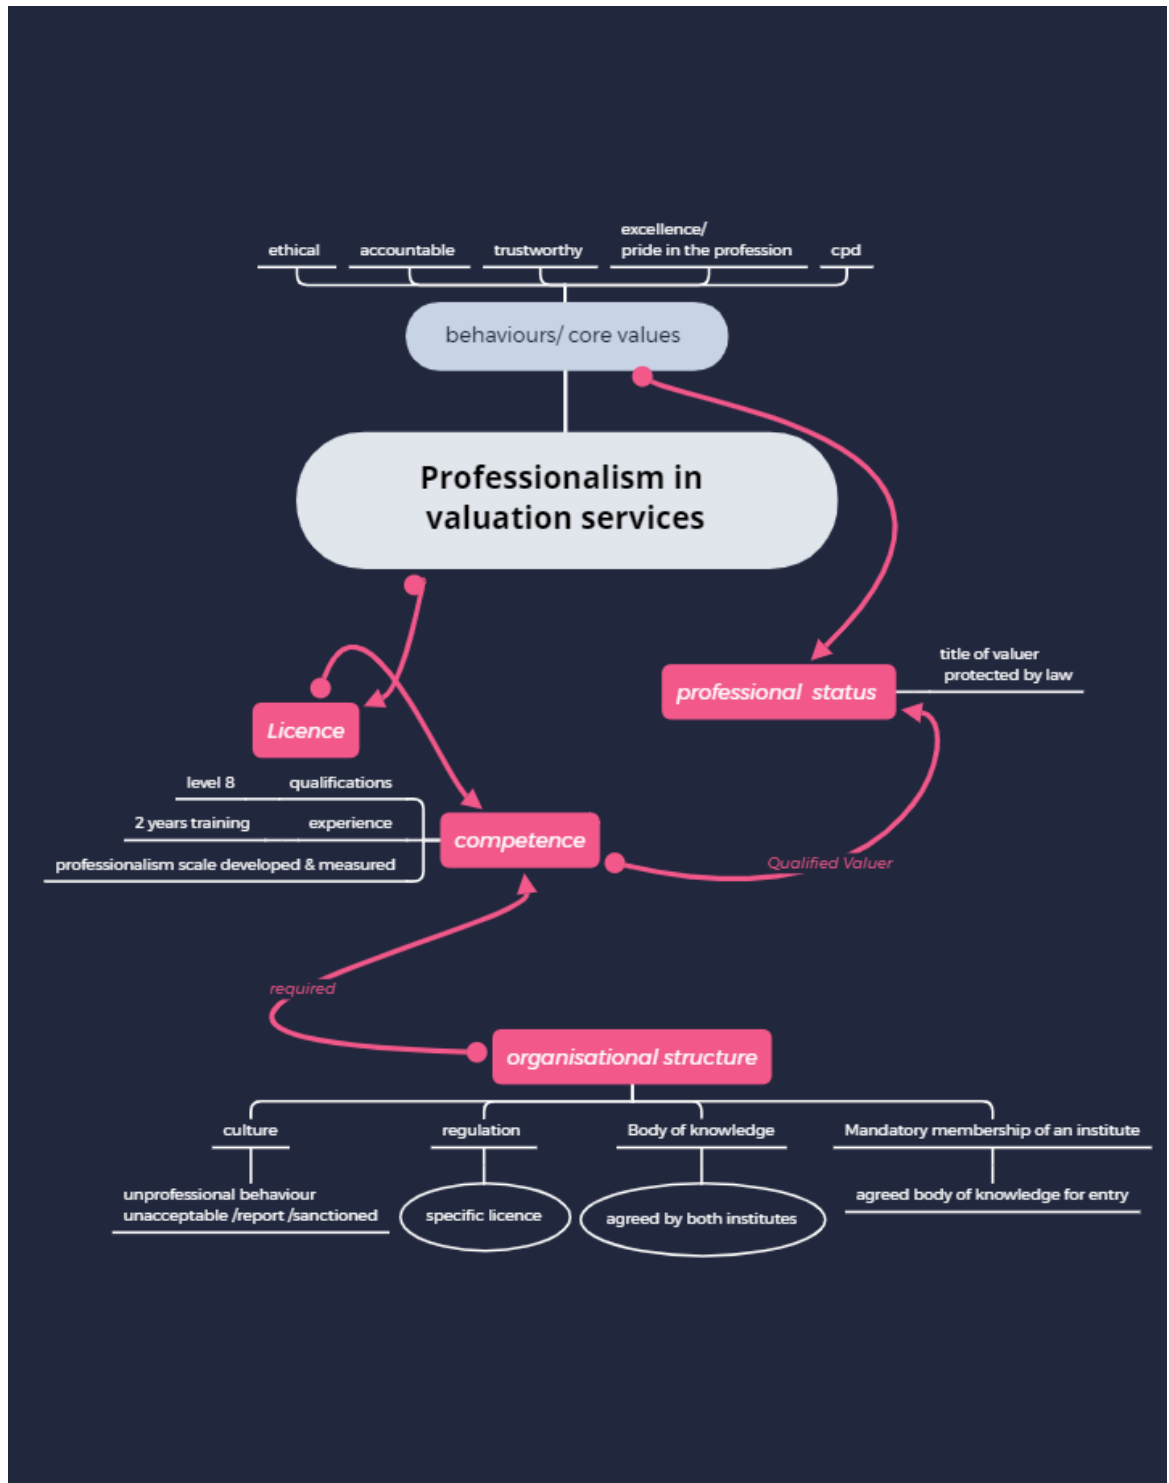 excellence/
ethical accountable trustworthy pride in the profession cpd
behaviours/ core values
Professionalism in
valuation services
title of valuer
protected by law
professional status
Licence
level 8 qualifications
2 years training experience
competence
professionalism scale developed & measured
Qualified Valuer
required
organisational structure
culture regulation Body of knowledge Mandatory membership of an institute
unprofessional behaviour
unacceptable /report /sanctioned
specific licence
agreed by both institutes
agreed body of knowledge for entry